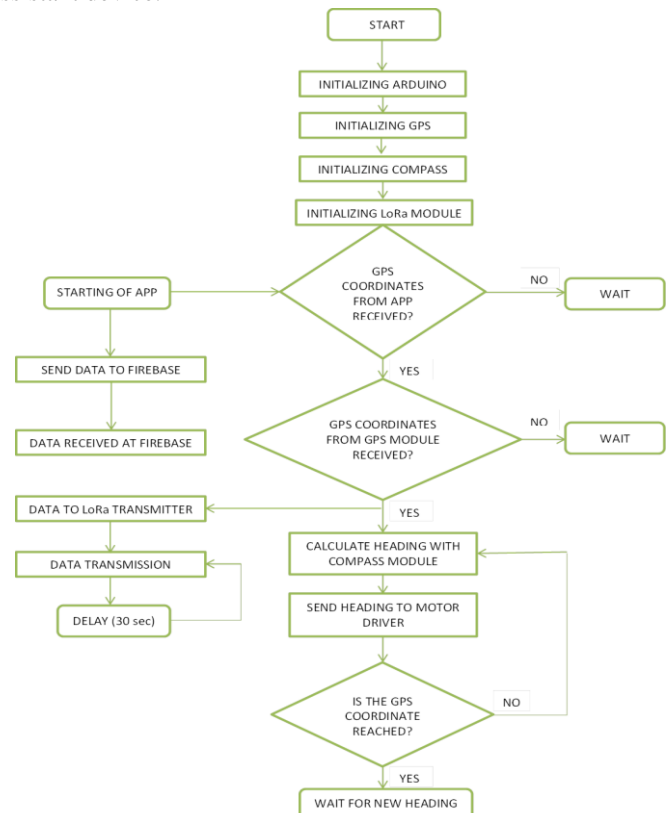 START
INITIALIZING ARDUINO
INITIALIZING GPS
INITIALIZING COMPASS
INITIALIZING LoRa MODULE
GPS
COORDINATES
FROM APP
RECEIVED?
NO
WAIT
STARTING OF APP
SEND DATA TO FIREBASE
DATA RECEIVED AT FIREBASE
YES
GPS COORDINATES
FROM GPS MODULE
RECEIVED?
NO
WAIT
YES
DATA TO LoRa TRANSMITTER
DATA TRANSMISSION
DELAY (30 sec)
CALCULATE HEADING WITH
COMPASS MODULE
SEND HEADING TO MOTOR
DRIVER
IS THE GPS
COORDINATE
REACHED?
NO
YES
WAIT FOR NEW HEADING